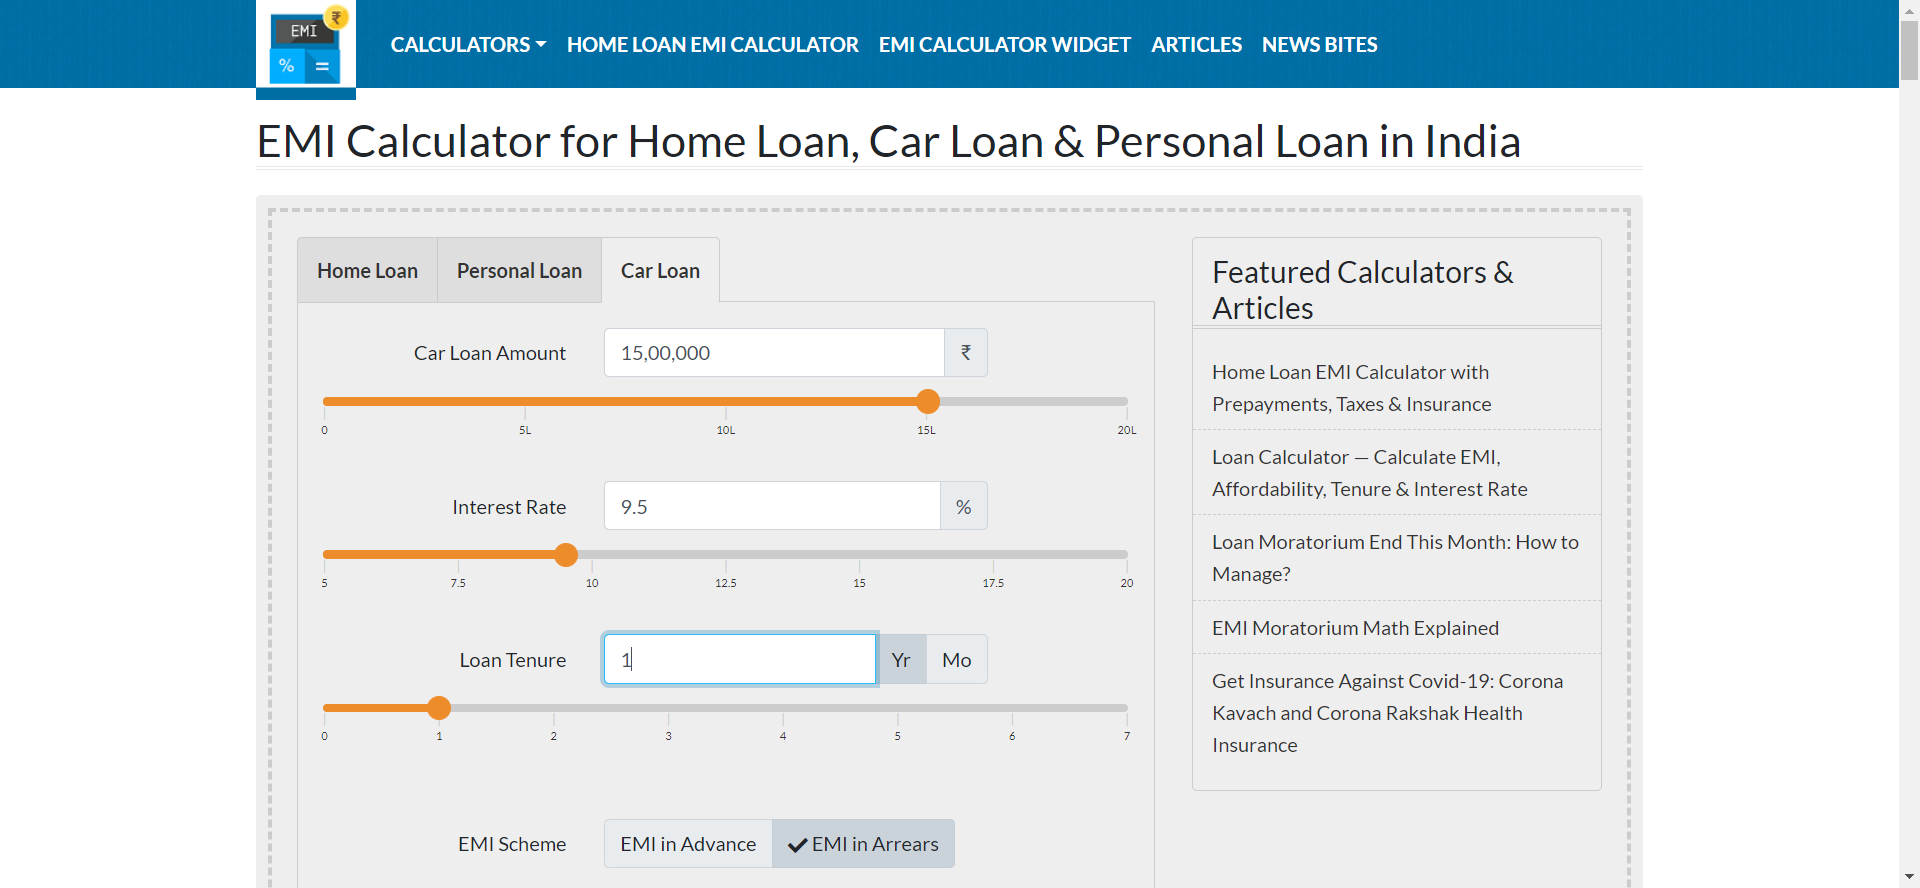 EMI
₹
%
=
CALCULATORS
HOME LOAN EMI CALCULATOR
EMI CALCULATOR WIDGET
ARTICLES
NEWS BITES
EMI Calculator for Home Loan, Car Loan & Personal Loan in India
Home Loan
Personal Loan
Car Loan
Car Loan Amount
15,00,000
₹
0
5L
10L
15L
20L
Interest Rate
9.5
%
5
7.5
10
12.5
15
17.5
20
Loan Tenure
1
Yr
Mo
0
1
2
3
4
5
6
7
EMI Scheme
EMI in Advance
EMI in Arrears
Featured Calculators &
Articles
Home Loan EMI Calculator with
Prepayments, Taxes & Insurance
Loan Calculator — Calculate EMI,
Affordability, Tenure & Interest Rate
Loan Moratorium End This Month: How to
Manage?
EMI Moratorium Math Explained
Get Insurance Against Covid-19: Corona
Kavach and Corona Rakshak Health
Insurance